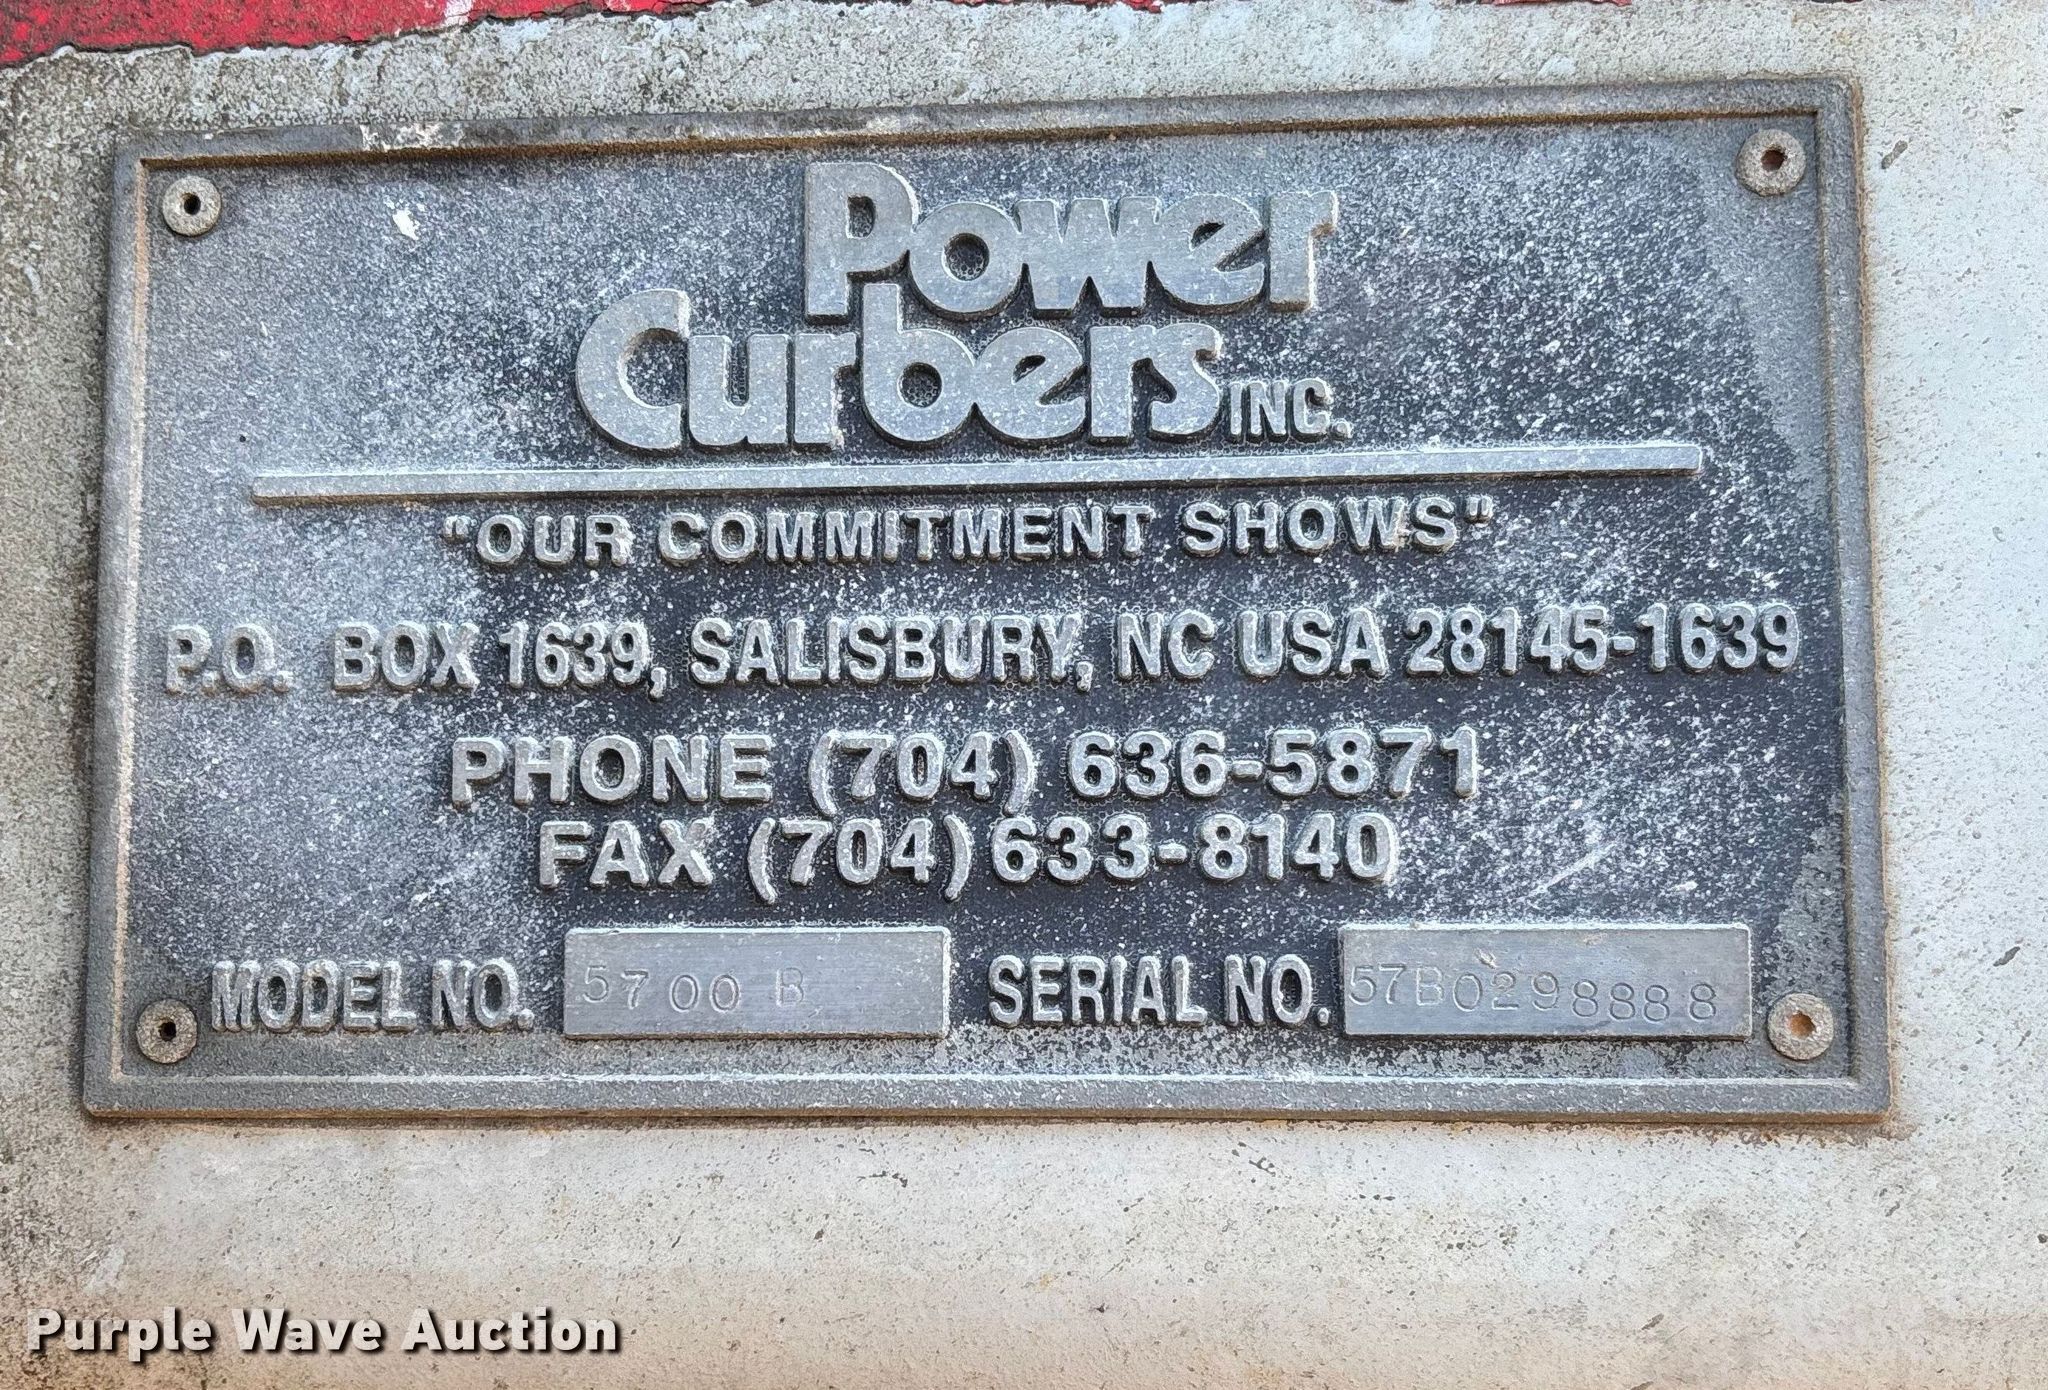 Power
Curbers INC.
"OUR COMMITMENT SHOWS"
P.O. BOX 1639, SALISBURY, NC USA 28145-1639
PHONE (704) 636-5871
FAX (704) 633-8140
MODEL NO. 5700 B SERIAL NO. 57B0298888
Purple Wave Auction